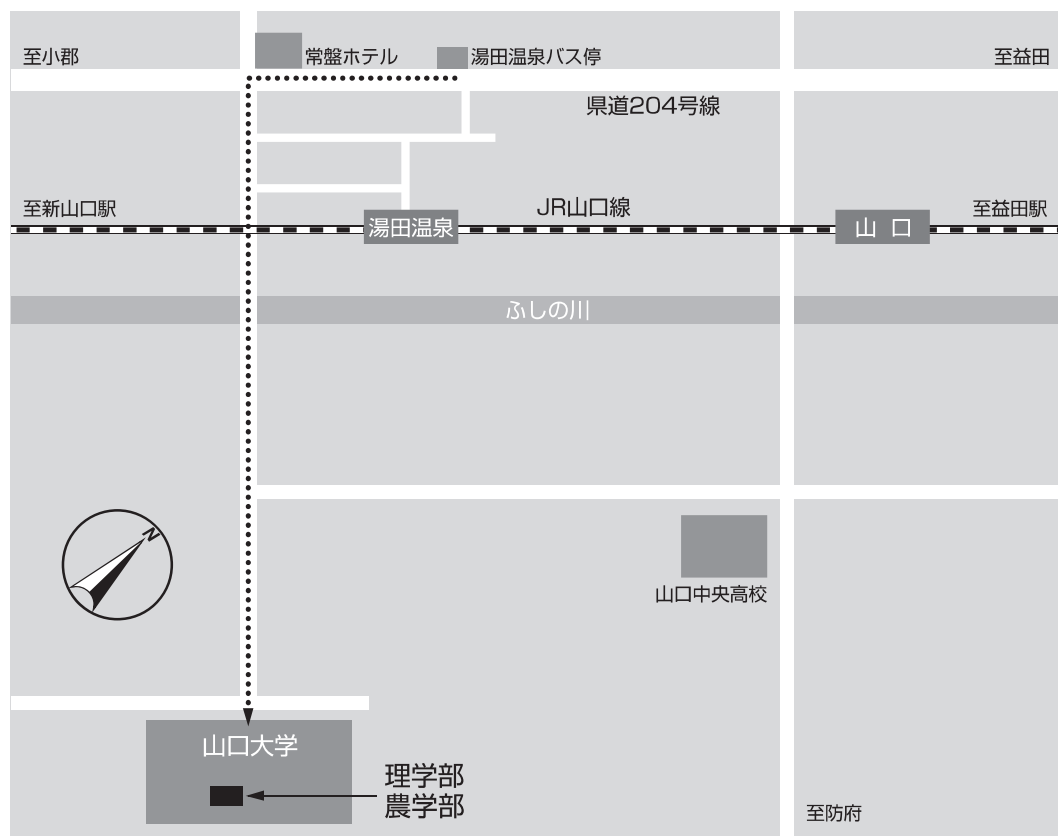 至小郡
常盤ホテル
湯田温泉バス停
至益田
県道204号線
至新山口駅
JR山口線
至益田駅
湯田温泉
山 口
ふしの川
N
山口中央高校
山口大学
理学部
農学部
至防府